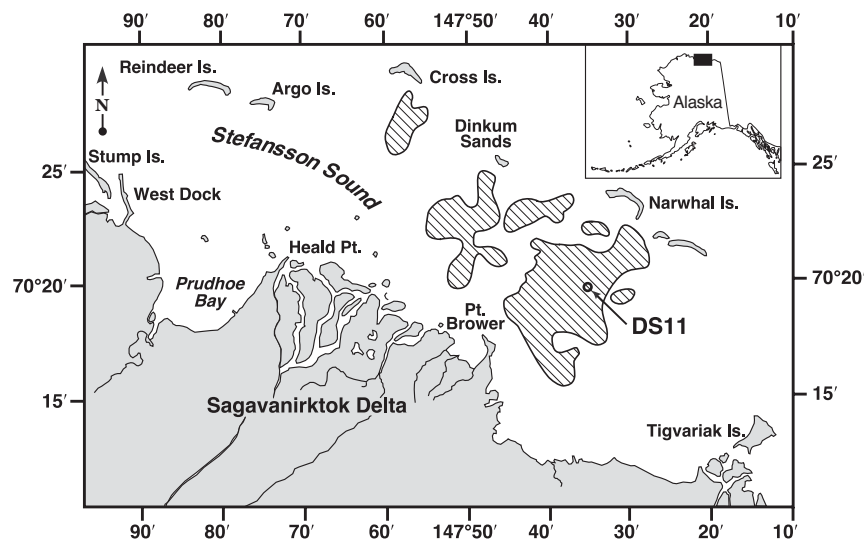 90′ 80′ 70′ 60′ 147°50′ 40′ 30′ 20′ 10′
Reindeer Is.
Argo Is.
Cross Is.
N
Alaska
Dinkum
Sands
Stefansson Sound
Stump Is.
25′
25′
West Dock
Narwhal Is.
Heald Pt.
70°20′
70°20′
Prudhoe
Bay
Pt.
Brower
DS11
15′
15′
Sagavanirktok Delta
Tigvariak Is.
90′ 80′ 70′ 60′ 147°50′ 40′ 30′ 20′ 10′